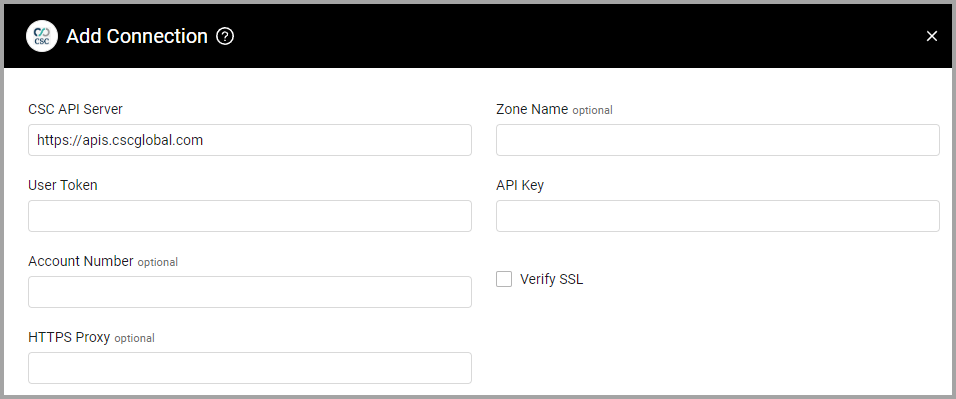 CSC
Add Connection ?
CSC API Server
https://apis.cscglobal.com
Zone Name optional
User Token
API Key
Account Number optional
Verify SSL
HTTPS Proxy optional